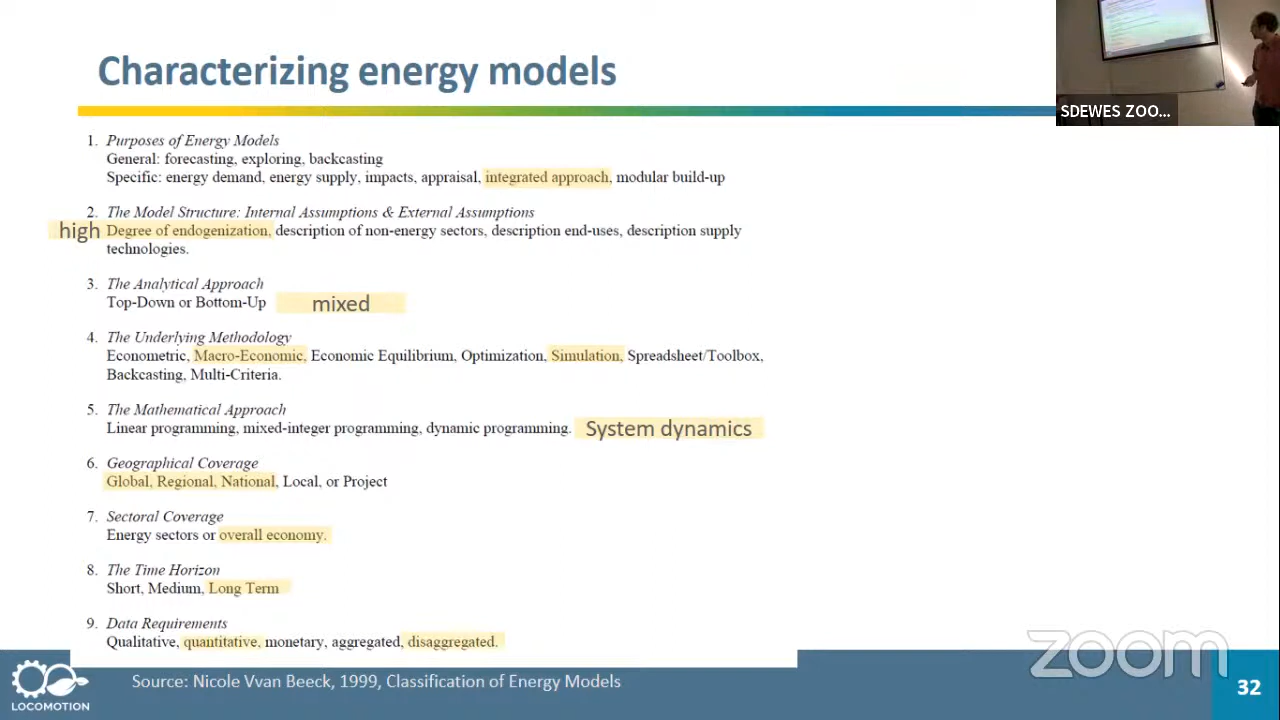 Characterizing energy models
SDEWES ZOO...
1. Purposes of Energy Models
General: forecasting, exploring, backcasting
Specific: energy demand, energy supply, impacts, appraisal, integrated approach, modular build-up
2. The Model Structure: Internal Assumptions & External Assumptions
high Degree of endogenization, description of non-energy sectors, description end-uses, description supply
technologies.
3. The Analytical Approach
Top-Down or Bottom-Up mixed
4. The Underlying Methodology
Econometric, Macro-Economic, Economic Equilibrium, Optimization, Simulation, Spreadsheet/Toolbox,
Backcasting, Multi-Criteria.
5. The Mathematical Approach
Linear programming, mixed-integer programming, dynamic programming. System dynamics
6. Geographical Coverage
Global, Regional, National, Local, or Project
7. Sectoral Coverage
Energy sectors or overall economy.
8. The Time Horizon
Short, Medium, Long Term
9. Data Requirements
Qualitative, quantitative, monetary, aggregated, disaggregated.
zoom
LOCOMOTION
Source: Nicole Vvan Beeck, 1999, Classification of Energy Models
32